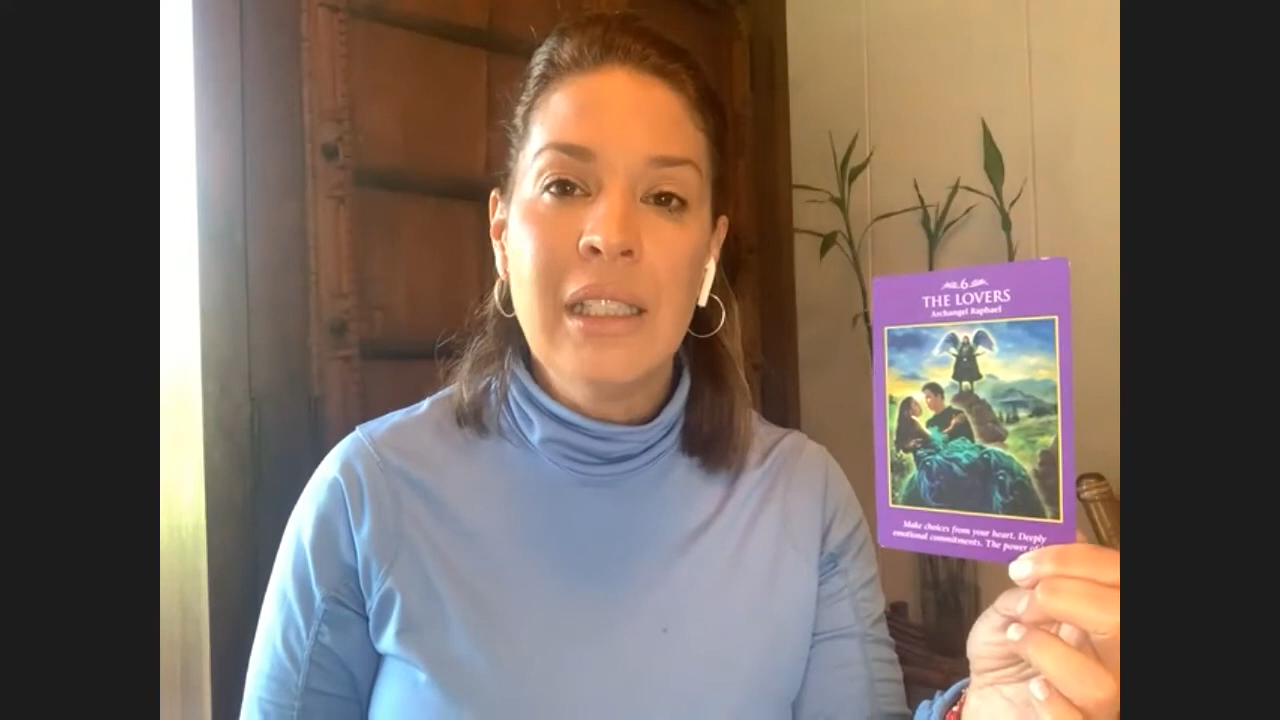 6
THE LOVERS
Archangel Raphael
Make choices from your heart. Deeply
emotional commitments. The power of